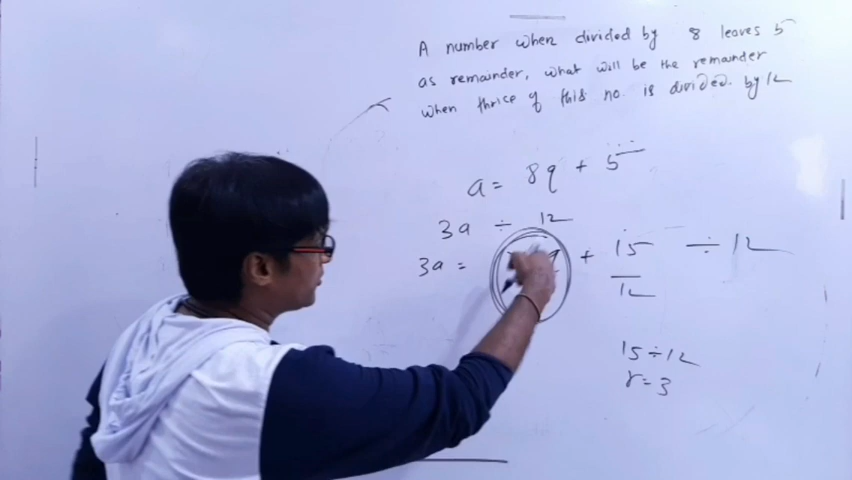 A number when divided by 8 leaves 5
as remainder, what will be the remainder
when thrice of this no. is divided by 12
a = 8q + 5
3a ÷ 12
3a = q + 15 ÷ 12
12
15 ÷ 12
r = 3